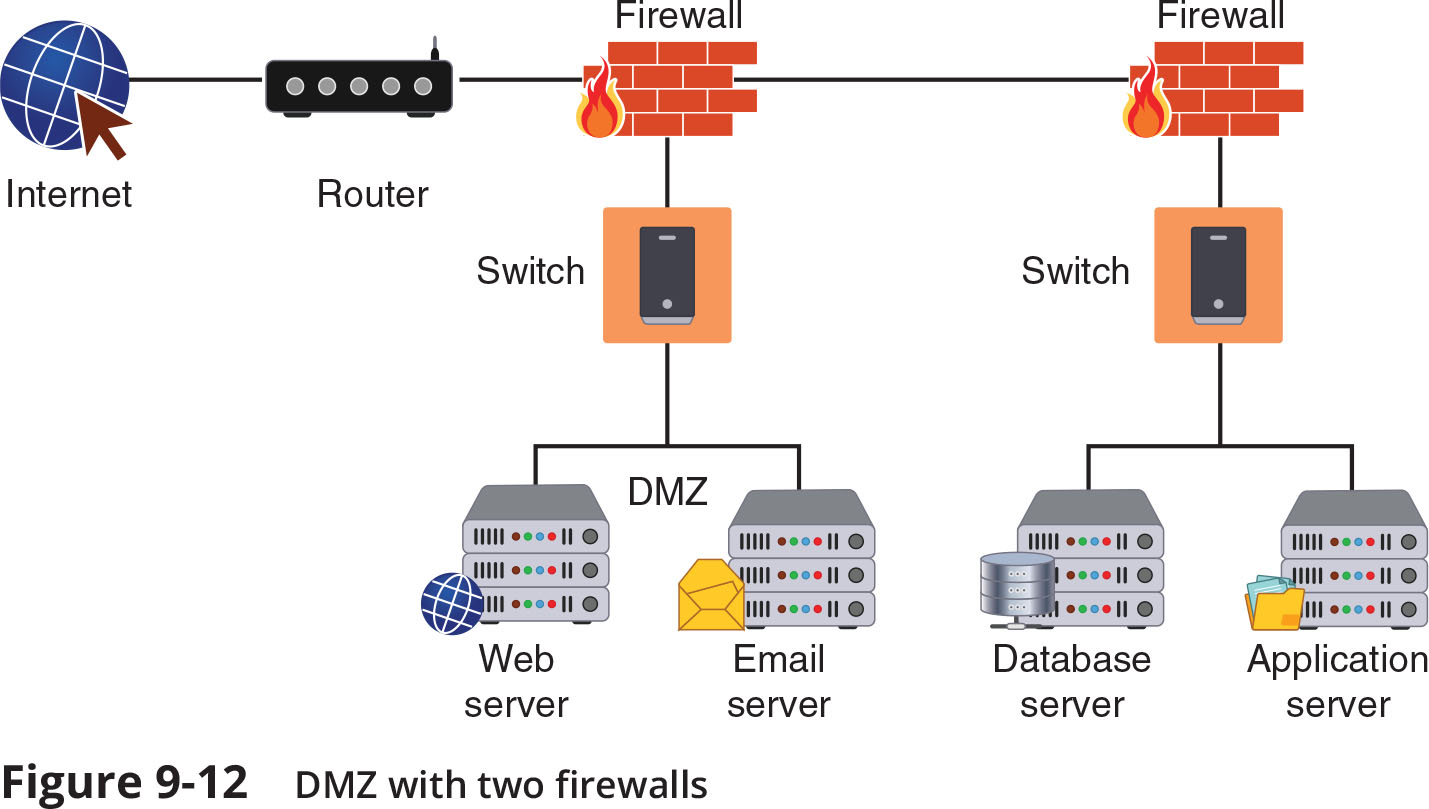 Firewall
Firewall
Internet
Router
Switch
Switch
DMZ
Web
server
Email
server
Database
server
Application
server
Figure 9-12 DMZ with two firewalls